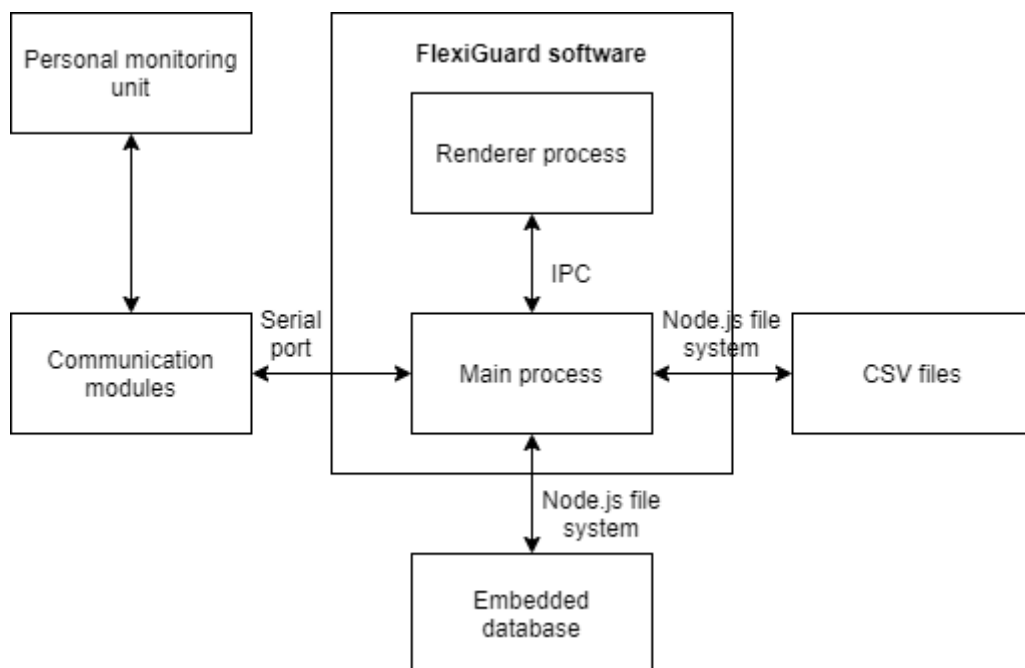 Personal monitoring
unit
FlexiGuard software
Renderer process
IPC
Communication
modules
Serial
port
Main process
Node.js file
system
CSV files
Node.js file
system
Embedded
database